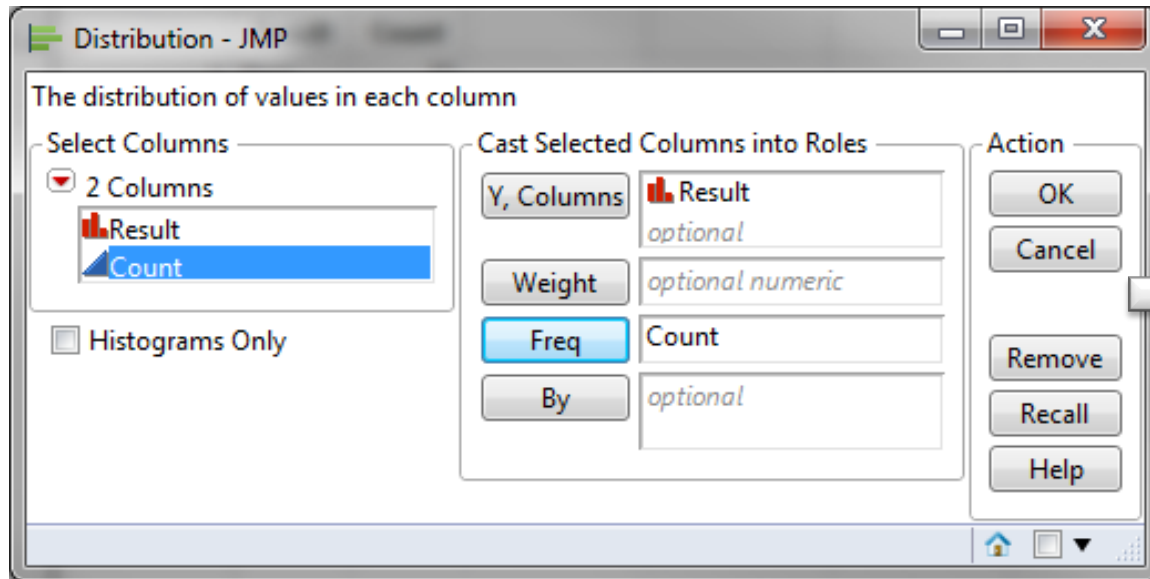 Distribution - JMP
The distribution of values in each column
Select Columns
2 Columns
Result
Count
Histograms Only
Cast Selected Columns into Roles
Y, Columns
Result
optional
Weight
optional numeric
Freq
Count
By
optional
Action
OK
Cancel
Remove
Recall
Help